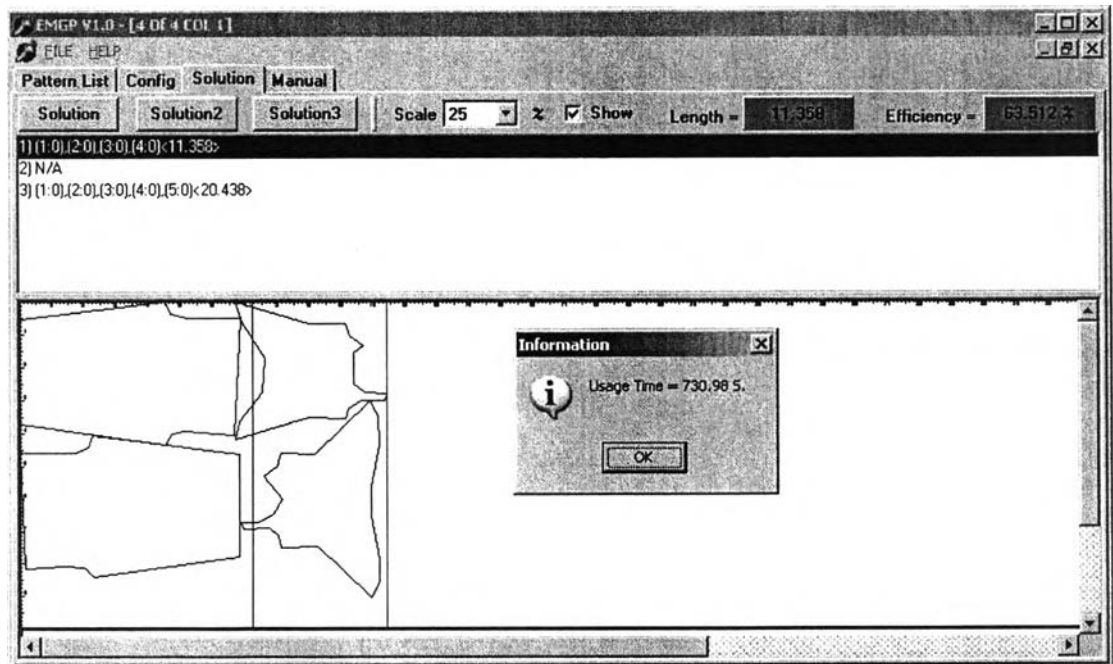 EMGP V1.0 - [4 Of 4 COL 1]
FILE HELP
Pattern List Config Solution Manual
Solution Solution2 Solution3 Scale 25 % Show Length = 11.358 Efficiency = 63.512 %
1) (1:0),(2:0),(3:0),(4:0)<11.358>
2) N/A
3) (1:0),(2:0),(3:0),(4:0),(5:0)<20.438>
Information
Usage Time = 730.98 S.
OK